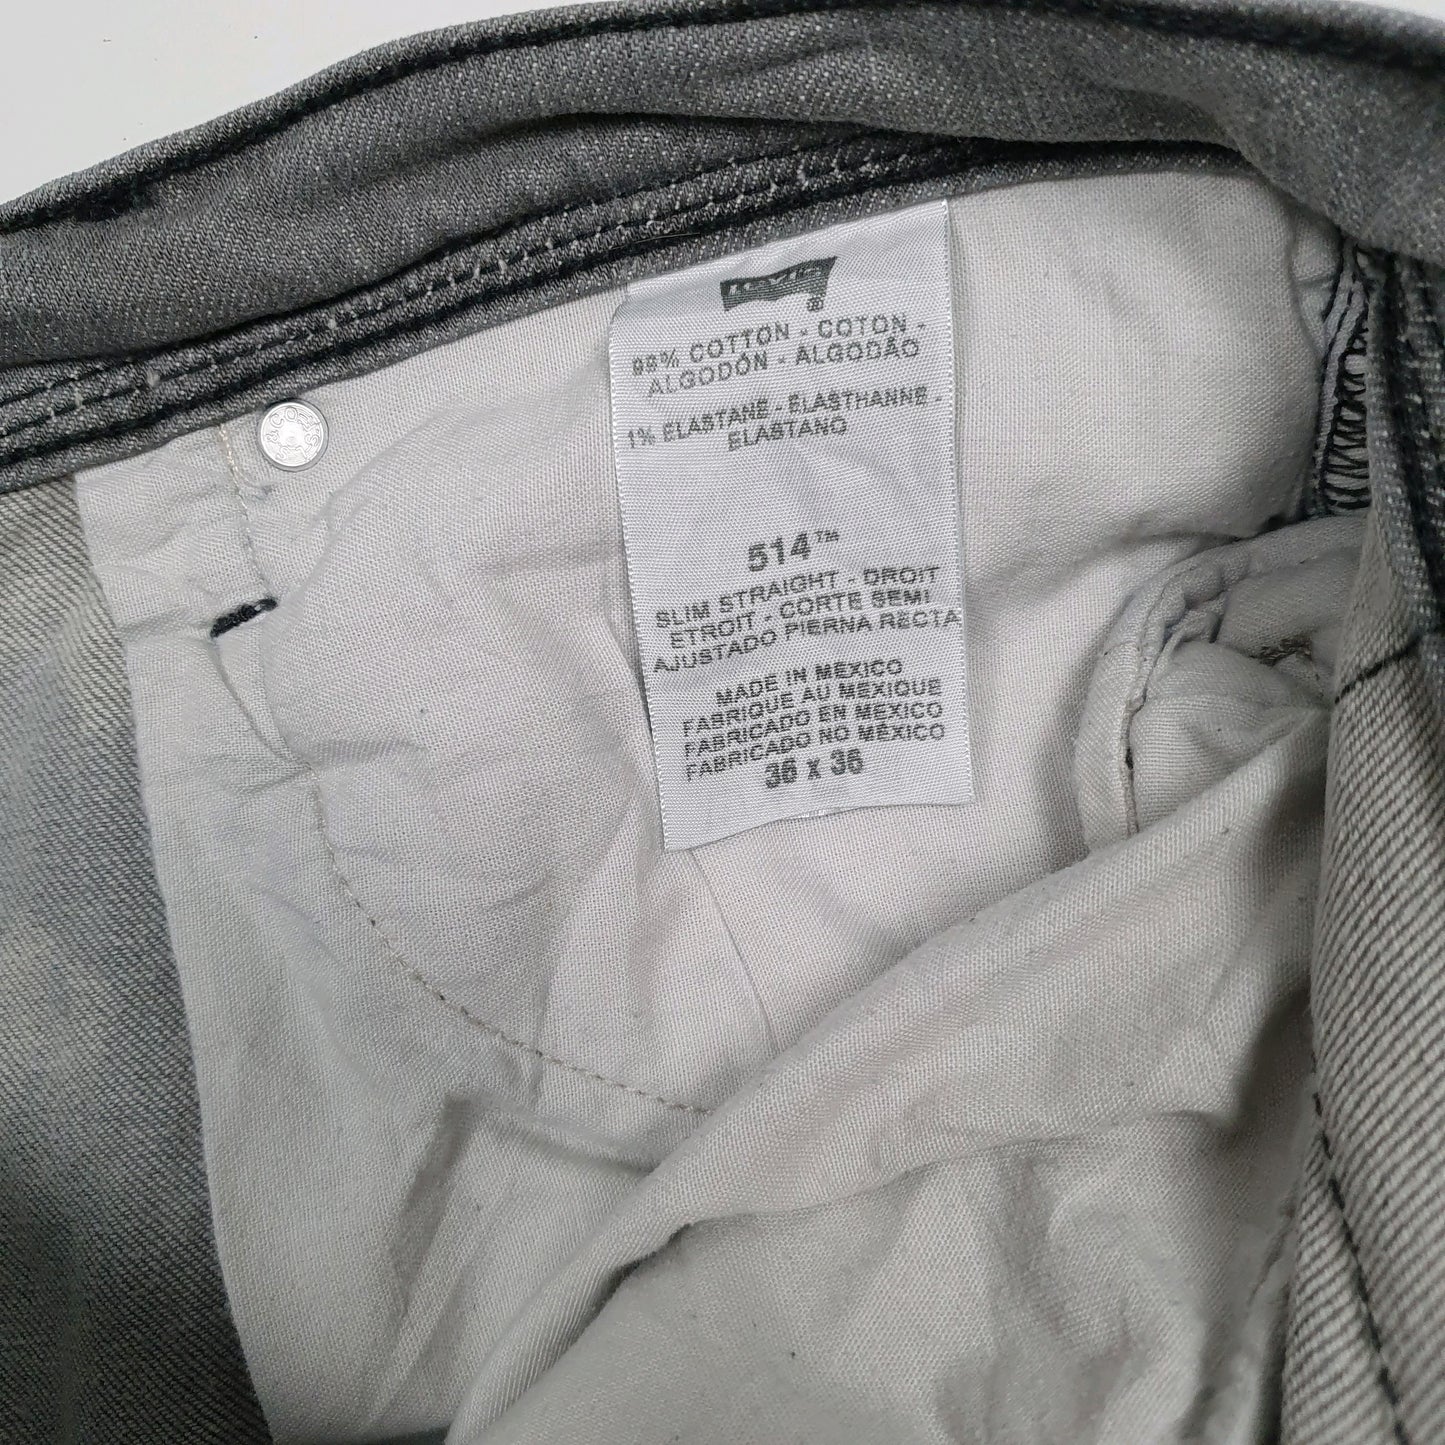 Levi's
®
99% COTTON - COTON -
ALGODÓN - ALGODÃO
1% ELASTANE - ELASTHANNE -
ELASTANO
514™
SLIM STRAIGHT - DROIT
ETROIT - CORTE SEMI
AJUSTADO PIERNA RECTA
MADE IN MEXICO
FABRIQUE AU MEXIQUE
FABRICADO EN MEXICO
FABRICADO NO MÉXICO
36 x 36